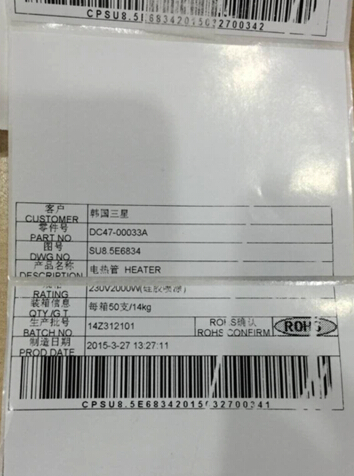 CPSU8.5E68342015032700342
客户
CUSTOMER 韩国三星
零件号
PART NO DC47-00033A
图号
DWG NO. SU8.5E6834
产品名称
DESCRIPTION 电热管 HEATER
RATING 230V2000W
装箱信息
QTY./G.T. 每箱50支/14kg
生产批号
BATCH NO 14Z312101 ROHS确认
ROHS CONFIRM ROHS
制造日期
PROD DATE 2015-3-27 13:27:11
CPSU8.5E68342015032700341